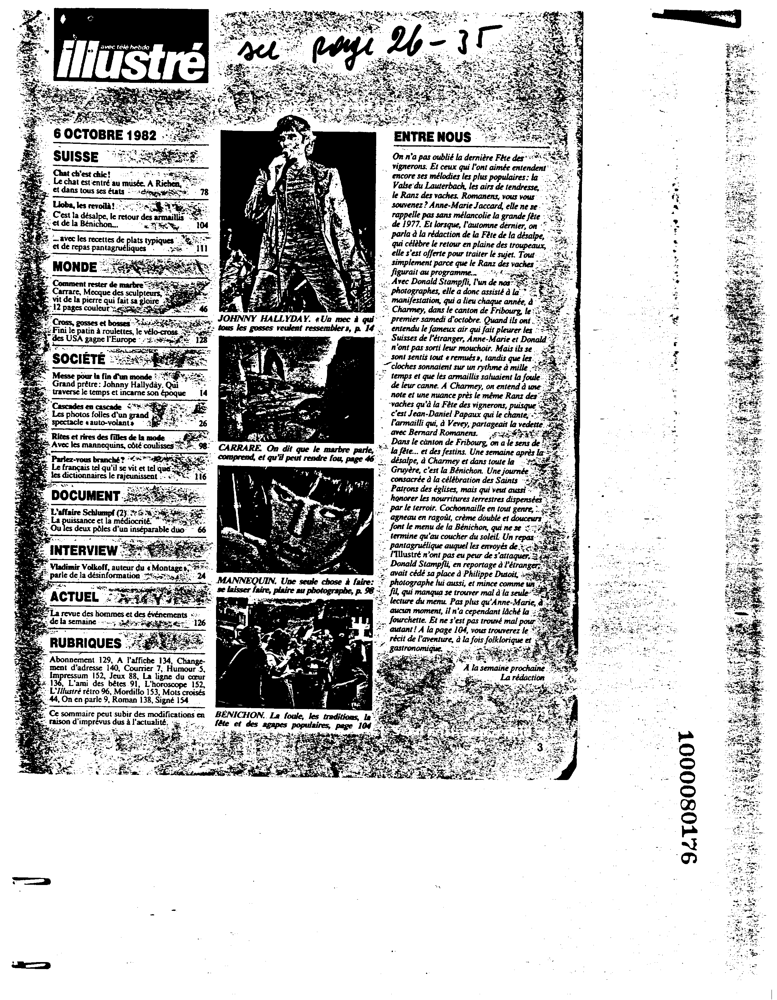 avec télé hebdo
illustré
see page 26-35
6 OCTOBRE 1982
SUISSE
Chat ch'est chic!
Le chat est entré au musée. A Riehen,
et dans tous ses états 78
Lioba, les revoilà!
C'est la désalpe, le retour des armaillis
et de la Bénichon... 104
... avec les recettes de plats typiques
et de repas pantagruéliques 111
MONDE
Comment rester de marbre
Carrare, Mecque des sculpteurs,
vit de la pierre qui fait sa gloire
12 pages couleur 46
Cross, gosses et bosses
Fini le patin à roulettes, le vélo-cross
des USA gagne l'Europe 128
SOCIÉTÉ
Messe pour la fin d'un monde
Grand prêtre: Johnny Hallyday. Qui
traverse le temps et incarne son époque 14
Cascades en cascade
Les photos folles d'un grand
spectacle «auto-volant» 26
Rites et rires des filles de la mode
Avec les mannequins, côté coulisses 98
Parlez-vous branché?
Le français tel qu'il se vit et tel que
les dictionnaires le rajeunissent 116
DOCUMENT
L'affaire Schlumpf (2)
La puissance et la médiocrité.
Ou les deux pôles d'un inséparable duo 66
INTERVIEW
Vladimir Volkoff, auteur du «Montage»,
parle de la désinformation 24
ACTUEL
La revue des hommes et des événements
de la semaine 126
RUBRIQUES
Abonnement 129, A l'affiche 134, Change-
ment d'adresse 140, Courrier 7, Humour 5,
Impressum 152, Jeux 88, La ligne du cœur
136, L'ami des bêtes 91, L'horoscope 152,
L'Illustré rétro 96, Mordillo 153, Mots croisés
44, On en parle 9, Roman 138, Signé 154
Ce sommaire peut subir des modifications en
raison d'imprévus dus à l'actualité.
JOHNNY HALLYDAY. «Un mec à qui
tous les gosses veulent ressembler», p. 14
CARRARE. On dit que le marbre parle,
comprend, et qu'il peut rendre fou, page 46
MANNEQUIN. Une seule chose à faire:
se laisser faire, plaire au photographe, p. 98
BÉNICHON. La foule, les traditions, la
fête et des agapes populaires, page 104
ENTRE NOUS
On n'a pas oublié la dernière Fête des
vignerons. Et ceux qui l'ont aimée entendent
encore ses mélodies les plus populaires: la
Valse du Lauterbach, les airs de tendresse,
le Ranz des vaches. Romanens, vous vous
souvenez? Anne-Marie Jaccard, elle ne se
rappelle pas sans mélancolie la grande fête
de 1977. Et lorsque, l'automne dernier, on
parla à la rédaction de la Fête de la désalpe,
qui célèbre le retour en plaine des troupeaux,
elle s'est offerte pour traiter le sujet. Tout
simplement parce que le Ranz des vaches
figurait au programme...
Avec Donald Stampfli, l'un de nos
photographes, elle a donc assisté à la
manifestation, qui a lieu chaque année, à
Charmey, dans le canton de Fribourg, le
premier samedi d'octobre. Quand ils ont
entendu le fameux air qui fait pleurer les
Suisses de l'étranger, Anne-Marie et Donald
n'ont pas sorti leur mouchoir. Mais ils se
sont sentis tout «remués», tandis que les
cloches sonnaient sur un rythme à mille
temps et que les armaillis saluaient la foule
de leur canne. A Charmey, on entend à une
note et une nuance près le même Ranz des
vaches qu'à la Fête des vignerons, puisque
c'est Jean-Daniel Papaux qui le chante,
l'armailli qui, à Vevey, partageait la vedette
avec Bernard Romanens.
Dans le canton de Fribourg, on a le sens de
la fête... et des festins. Une semaine après la
désalpe, à Charmey et dans toute la
Gruyère, c'est la Bénichon. Une journée
consacrée à la célébration des Saints
Patrons des églises, mais qui veut aussi
honorer les nourritures terrestres dispensées
par le terroir. Cochonnaille en tout genre,
agneau en ragoût, crème double et douceurs
font le menu de la Bénichon, qui ne se
termine qu'au coucher du soleil. Un repas
pantagruélique auquel les envoyés de
l'Illustré n'ont pas eu peur de s'attaquer.
Donald Stampfli, en reportage à l'étranger,
avait cédé sa place à Philippe Dutoit,
photographe lui aussi, et mince comme un
fil, qui manqua se trouver mal à la seule
lecture du menu. Pas plus qu'Anne-Marie, à
aucun moment, il n'a cependant lâché la
fourchette. Et ne s'est pas trouvé mal pour
autant! A la page 104, vous trouverez le
récit de l'aventure, à la fois folklorique et
gastronomique.
A la semaine prochaine
La rédaction
3
1000080176